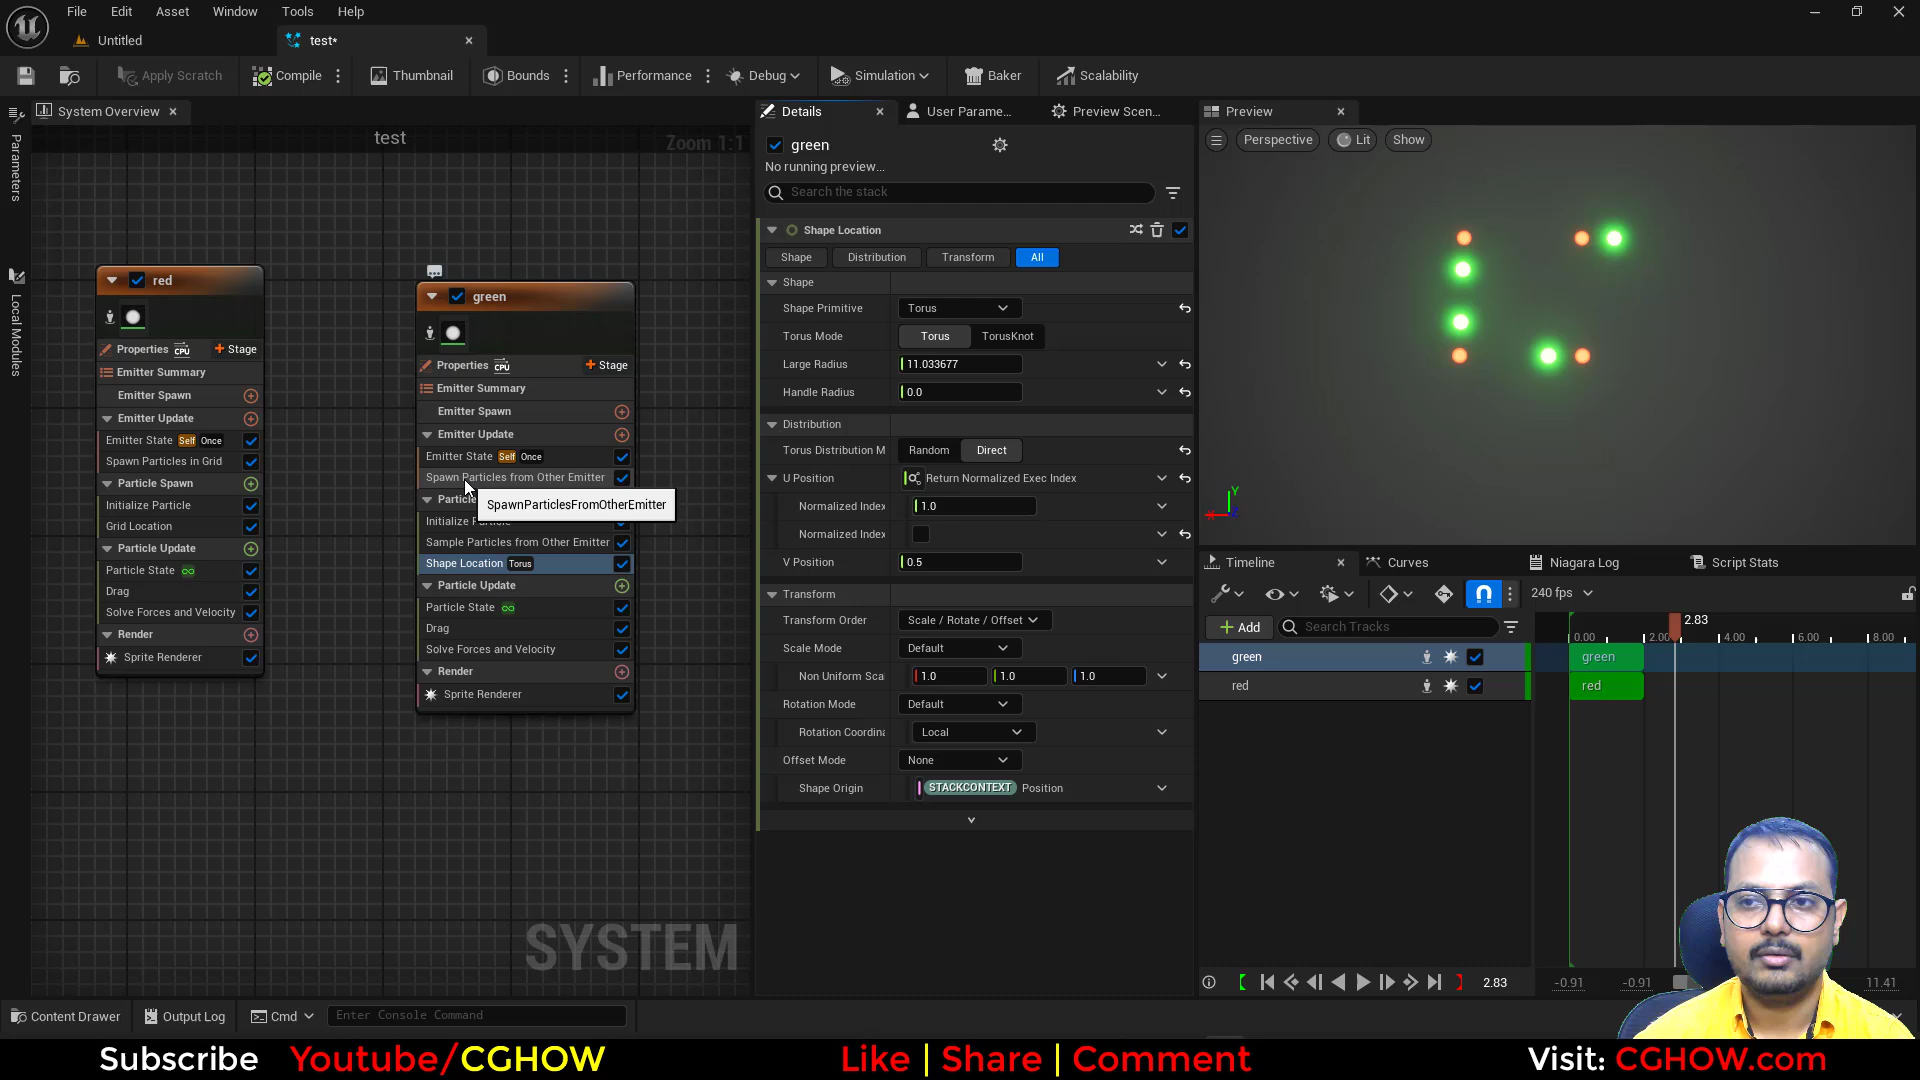 File Edit Asset Window Tools Help
Untitled test*
Apply Scratch Compile Thumbnail Bounds Performance Debug Simulation Baker Scalability
Parameters
Local Modules
System Overview
test
Zoom 1:1
red
Properties CPU + Stage
Emitter Summary
Emitter Spawn
Emitter Update
Emitter State Self Once
Spawn Particles in Grid
Particle Spawn
Initialize Particle
Grid Location
Particle Update
Particle State
Drag
Solve Forces and Velocity
Render
Sprite Renderer
green
Properties CPU + Stage
Emitter Summary
Emitter Spawn
Emitter Update
Emitter State Self Once
Spawn Particles from Other Emitter
SpawnParticlesFromOtherEmitter
Sample Particles from Other Emitter
Shape Location Torus
Particle Update
Particle State
Drag
Solve Forces and Velocity
Render
Sprite Renderer
SYSTEM
Details User Parame... Preview Scen...
green
No running preview...
Search the stack
Shape Location
Shape Distribution Transform All
Shape
Shape Primitive Torus
Torus Mode Torus TorusKnot
Large Radius 11.033677
Handle Radius 0.0
Distribution
Torus Distribution M Random Direct
U Position Return Normalized Exec Index
Normalized Index 1.0
Normalized Index
V Position 0.5
Transform
Transform Order Scale / Rotate / Offset
Scale Mode Default
Non Uniform Sca 1.0 1.0 1.0
Rotation Mode Default
Rotation Coordina Local
Offset Mode None
Shape Origin STACKCONTEXT Position
Preview
Perspective Lit Show
Y
X
Z
Timeline Curves Niagara Log Script Stats
240 fps
+ Add Search Tracks
2.83
0.00 2.00 4.00 6.00 8.00
green green
red red
2.83 -0.91 -0.91 11.41
Content Drawer Output Log Cmd Enter Console Command
Subscribe Youtube/CGHOW Like | Share | Comment Visit: CGHOW.com